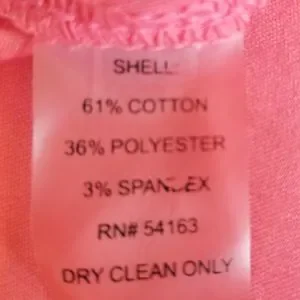 SHELL:
61% COTTON
36% POLYESTER
3% SPANDEX
RN# 54163
DRY CLEAN ONLY